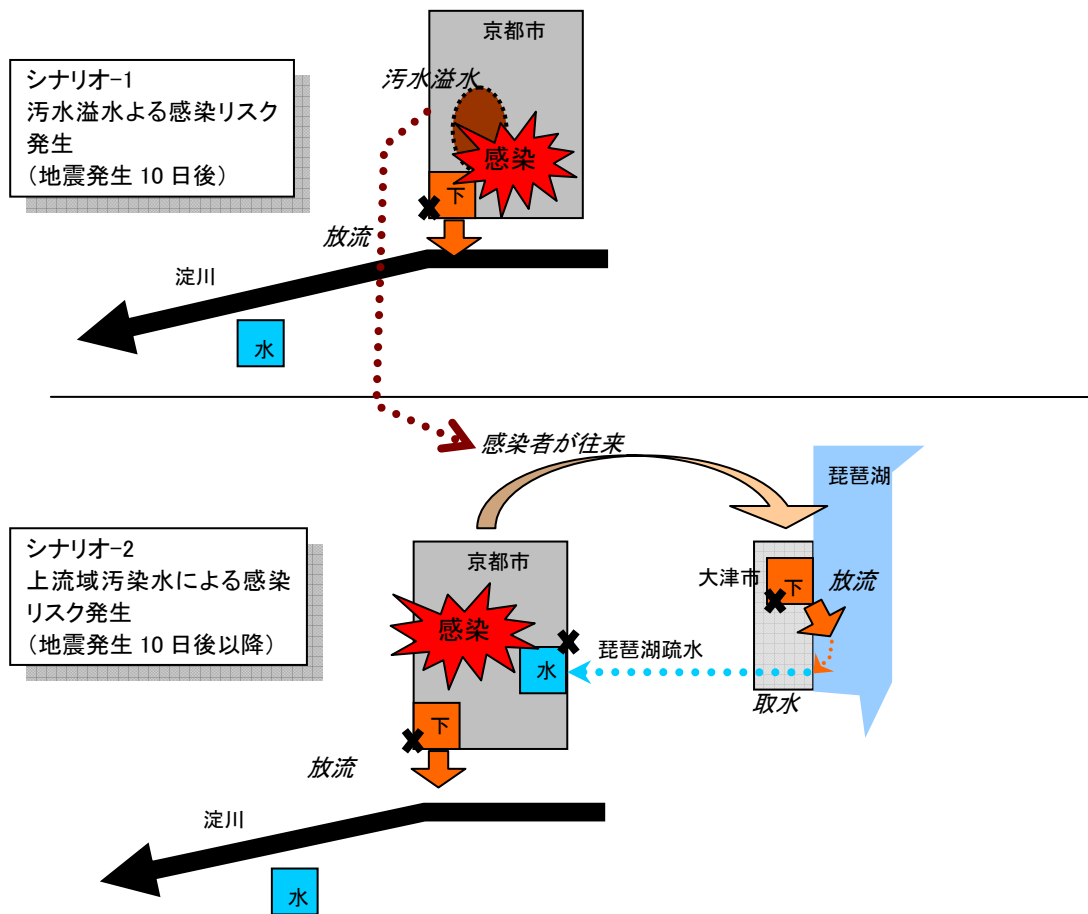 京都市
シナリオ-1
汚水溢水よる感染リスク
発生
(地震発生 10 日後)
汚水溢水
感染
下
放流
淀川
水
感染者が往来
琵琶湖
シナリオ-2
上流域汚染水による感染
リスク発生
(地震発生 10 日後以降)
京都市
大津市
下
放流
感染
琵琶湖疏水
水
取水
下
放流
淀川
水